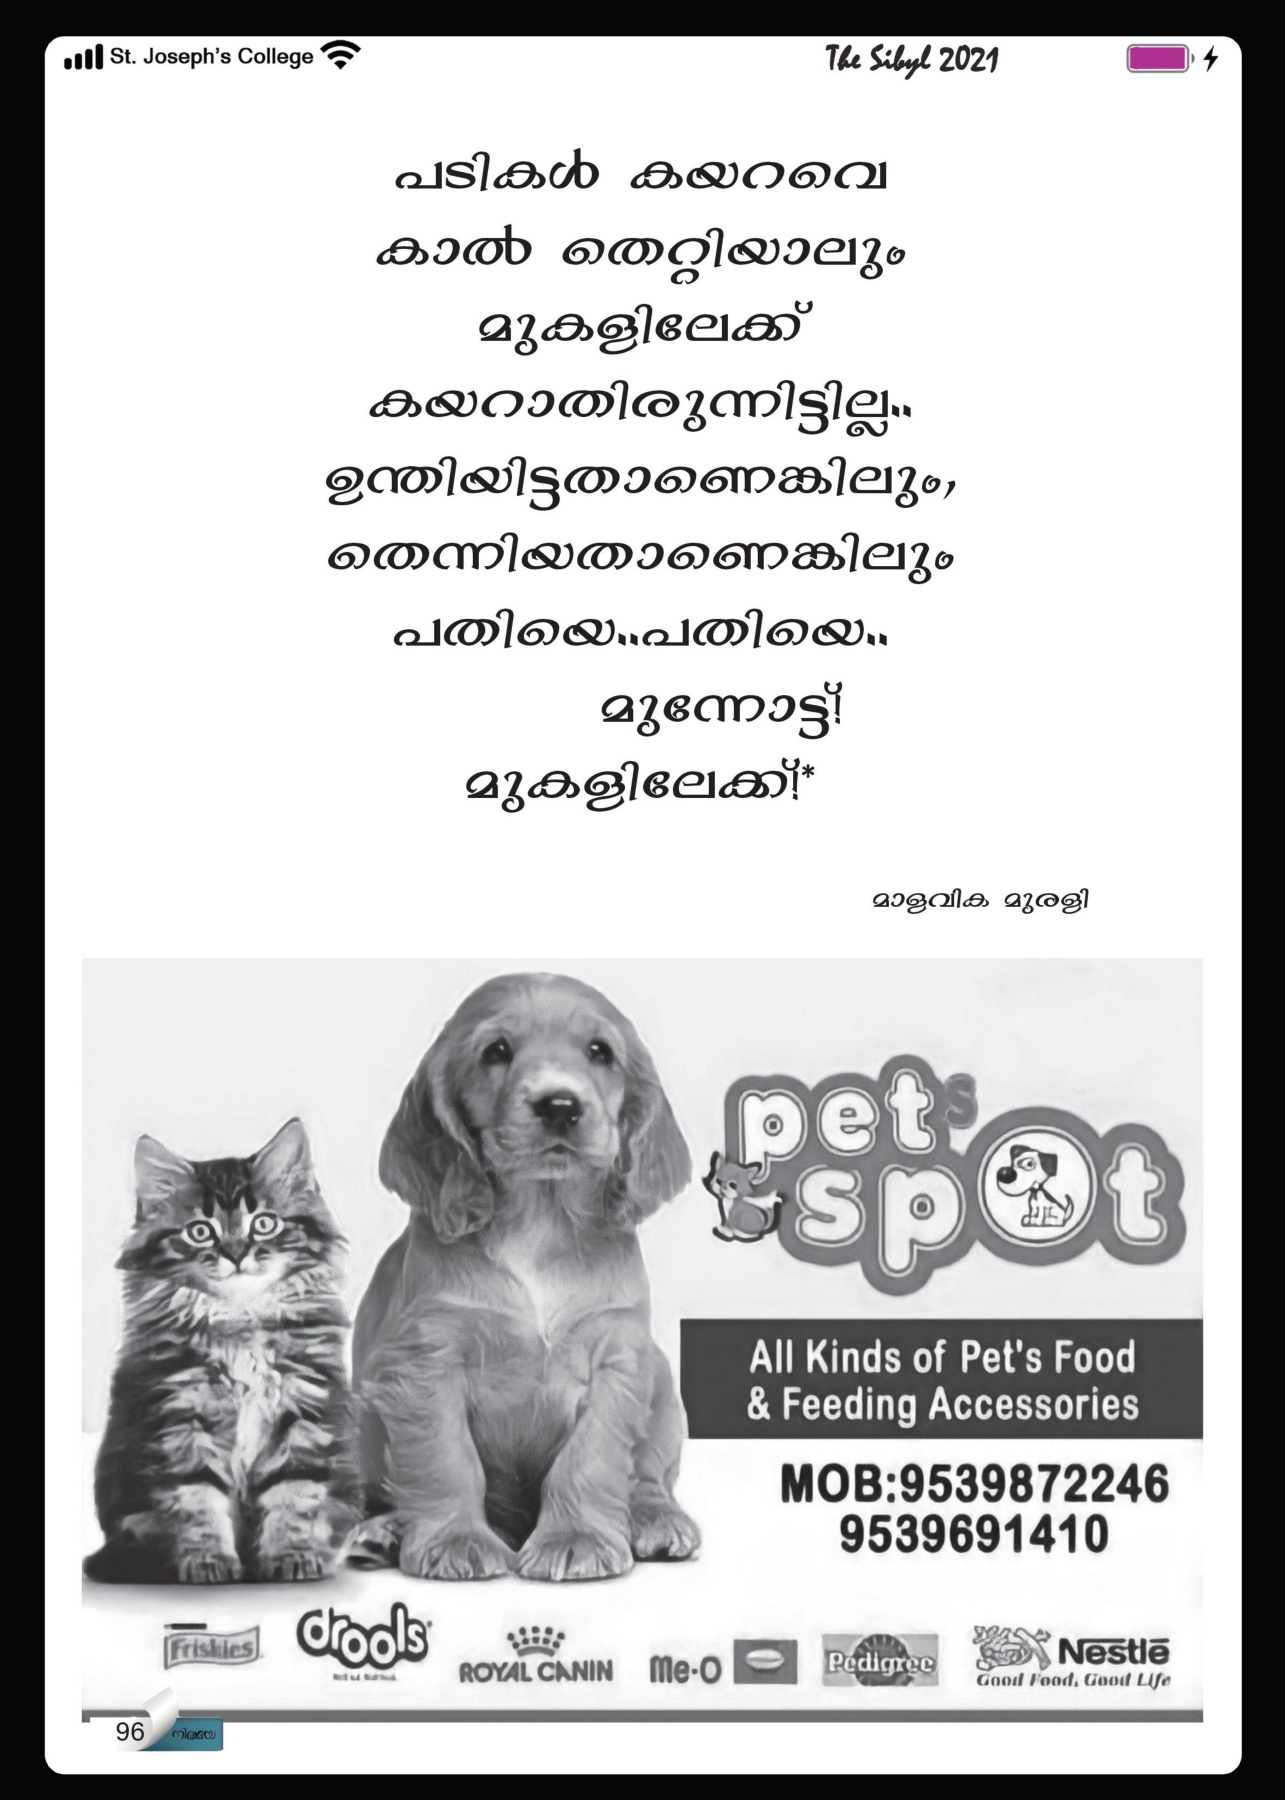 St. Joseph's College
The Sibyl 2021
പടികൾ കയറവെ
കാൽ തെറ്റിയാലും
മുകളിലേക്ക്
കയറാതിരുന്നിട്ടില്ല..
ഉന്തിയിട്ടതാണെങ്കിലും,
തെന്നിയതാണെങ്കിലും
പതിയെ..പതിയെ..
മുന്നോട്ട്!
മുകളിലേക്ക്!*
മാളവിക മുരളി
pet's
spot
All Kinds of Pet's Food
& Feeding Accessories
MOB:9539872246
9539691410
Friskies drools ROYAL CANIN me-o Pedigree Nestlē
Good Food, Good Life
96